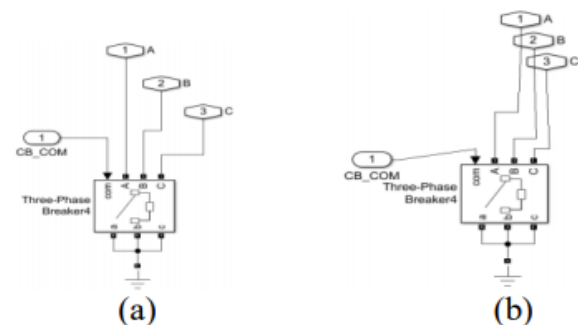 1 A
2 B
3 C
1
CB_COM
com A B C
Three-Phase
Breaker4
a b c
(a)
1 A
2 B
3 C
1
CB_COM
com A B C
Three-Phase
Breaker4
a b c
(b)